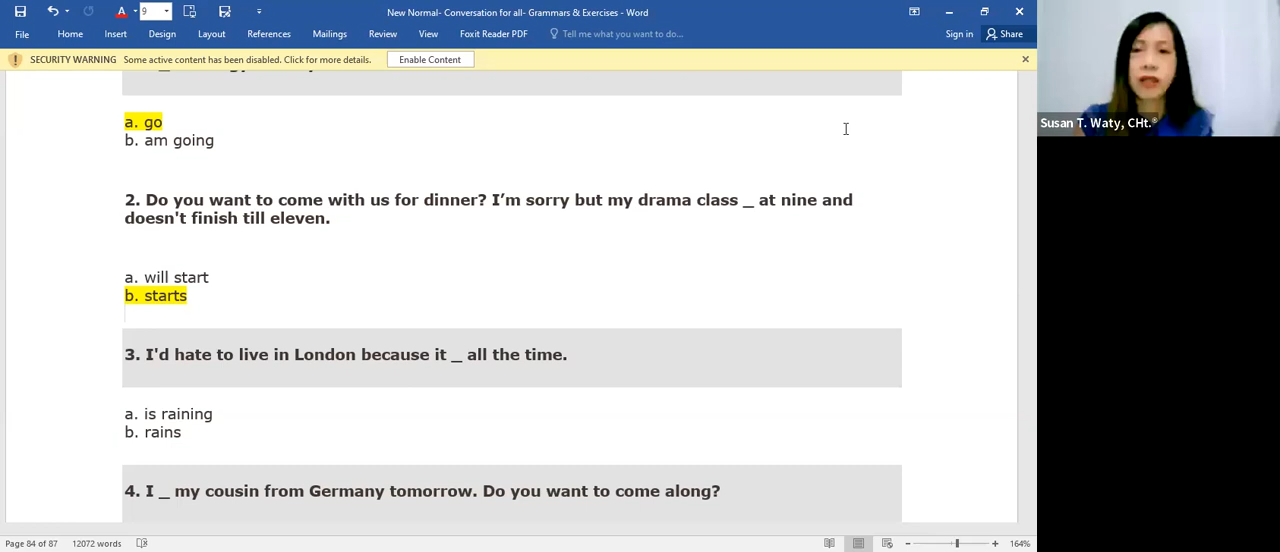 9
New Normal- Conversation for all- Grammars & Exercises - Word
File Home Insert Design Layout References Mailings Review View Foxit Reader PDF Tell me what you want to do... Sign in Share
SECURITY WARNING Some active content has been disabled. Click for more details. Enable Content
a. go
b. am going
2. Do you want to come with us for dinner? I’m sorry but my drama class _ at nine and
doesn't finish till eleven.
a. will start
b. starts
3. I'd hate to live in London because it _ all the time.
a. is raining
b. rains
4. I _ my cousin from Germany tomorrow. Do you want to come along?
Page 84 of 87 12072 words 164%
Susan T. Waty, CHt.®